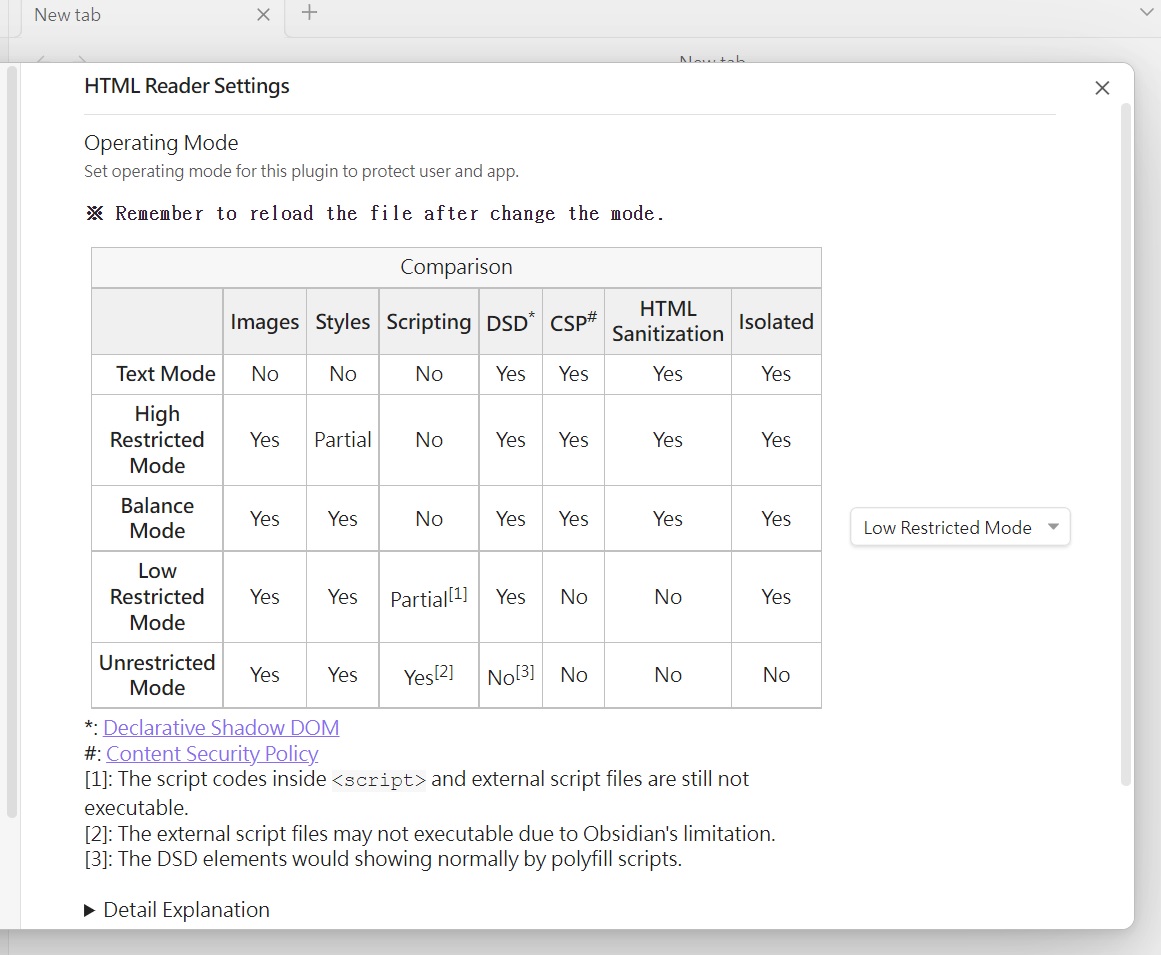 New tab
New tab
HTML Reader Settings
Operating Mode
Set operating mode for this plugin to protect user and app.
※ Remember to reload the file after change the mode.
Comparison
Images Styles Scripting DSD* CSP# HTML Sanitization Isolated
Text Mode No No No Yes Yes Yes Yes
High Restricted Mode Yes Partial No Yes Yes Yes Yes
Balance Mode Yes Yes No Yes Yes Yes Yes
Low Restricted Mode Yes Yes Partial[1] Yes No No Yes
Unrestricted Mode Yes Yes Yes[2] No[3] No No No
Low Restricted Mode
*: Declarative Shadow DOM
#: Content Security Policy
[1]: The script codes inside <script> and external script files are still not
executable.
[2]: The external script files may not executable due to Obsidian's limitation.
[3]: The DSD elements would showing normally by polyfill scripts.
Detail Explanation